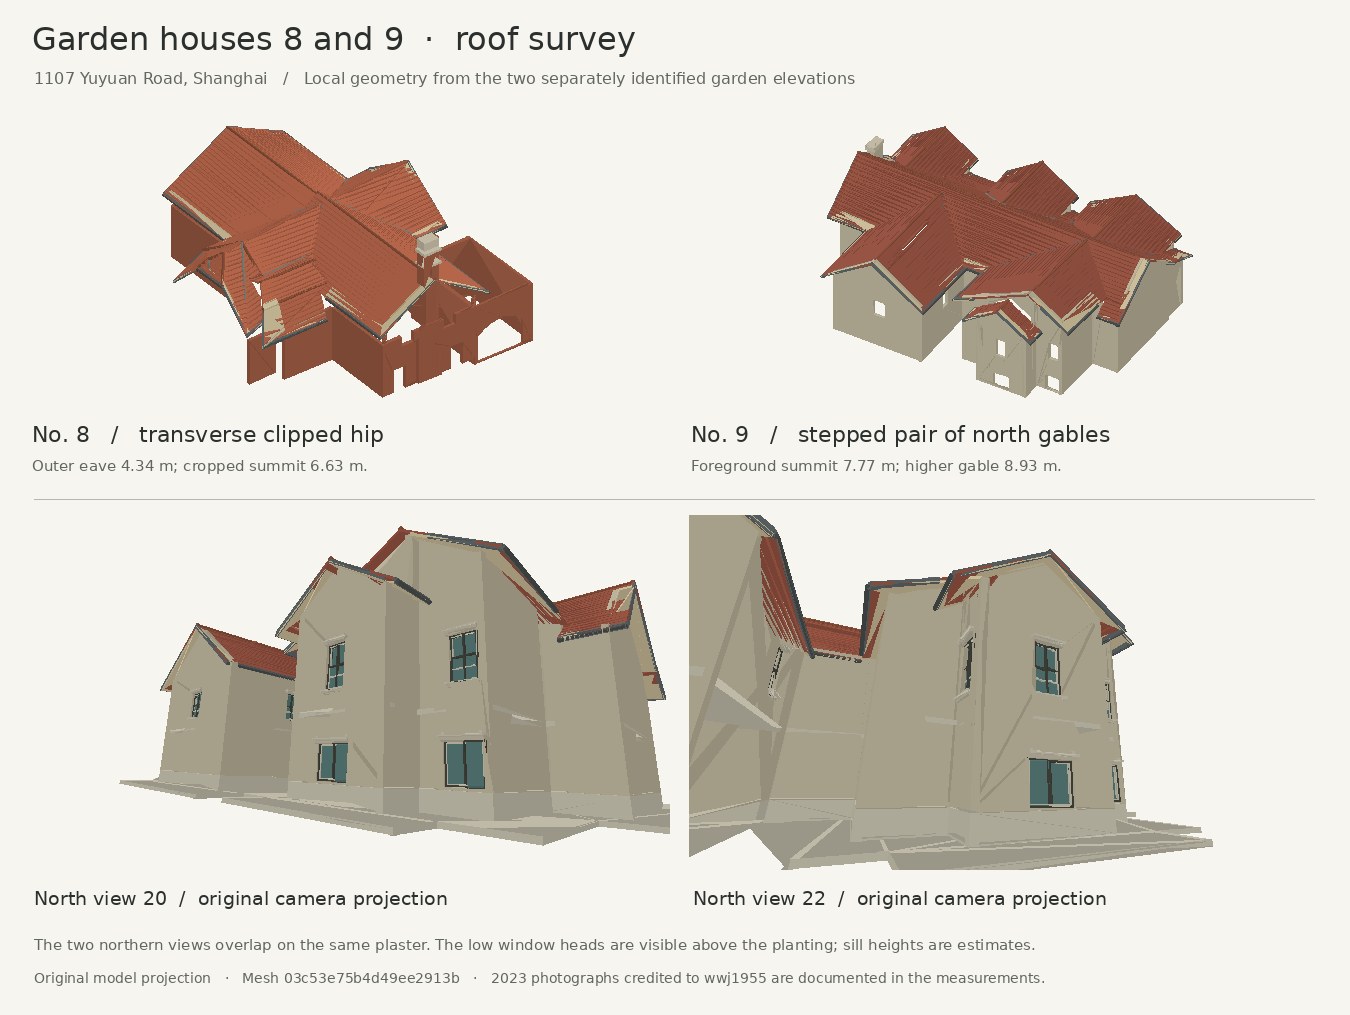 Garden houses 8 and 9 · roof survey
1107 Yuyuan Road, Shanghai / Local geometry from the two separately identified garden elevations
No. 8 / transverse clipped hip
Outer eave 4.34 m; cropped summit 6.63 m.
No. 9 / stepped pair of north gables
Foreground summit 7.77 m; higher gable 8.93 m.
North view 20 / original camera projection
North view 22 / original camera projection
The two northern views overlap on the same plaster. The low window heads are visible above the planting; sill heights are estimates.
Original model projection · Mesh 03c53e75b4d49ee2913b · 2023 photographs credited to wwj1955 are documented in the measurements.